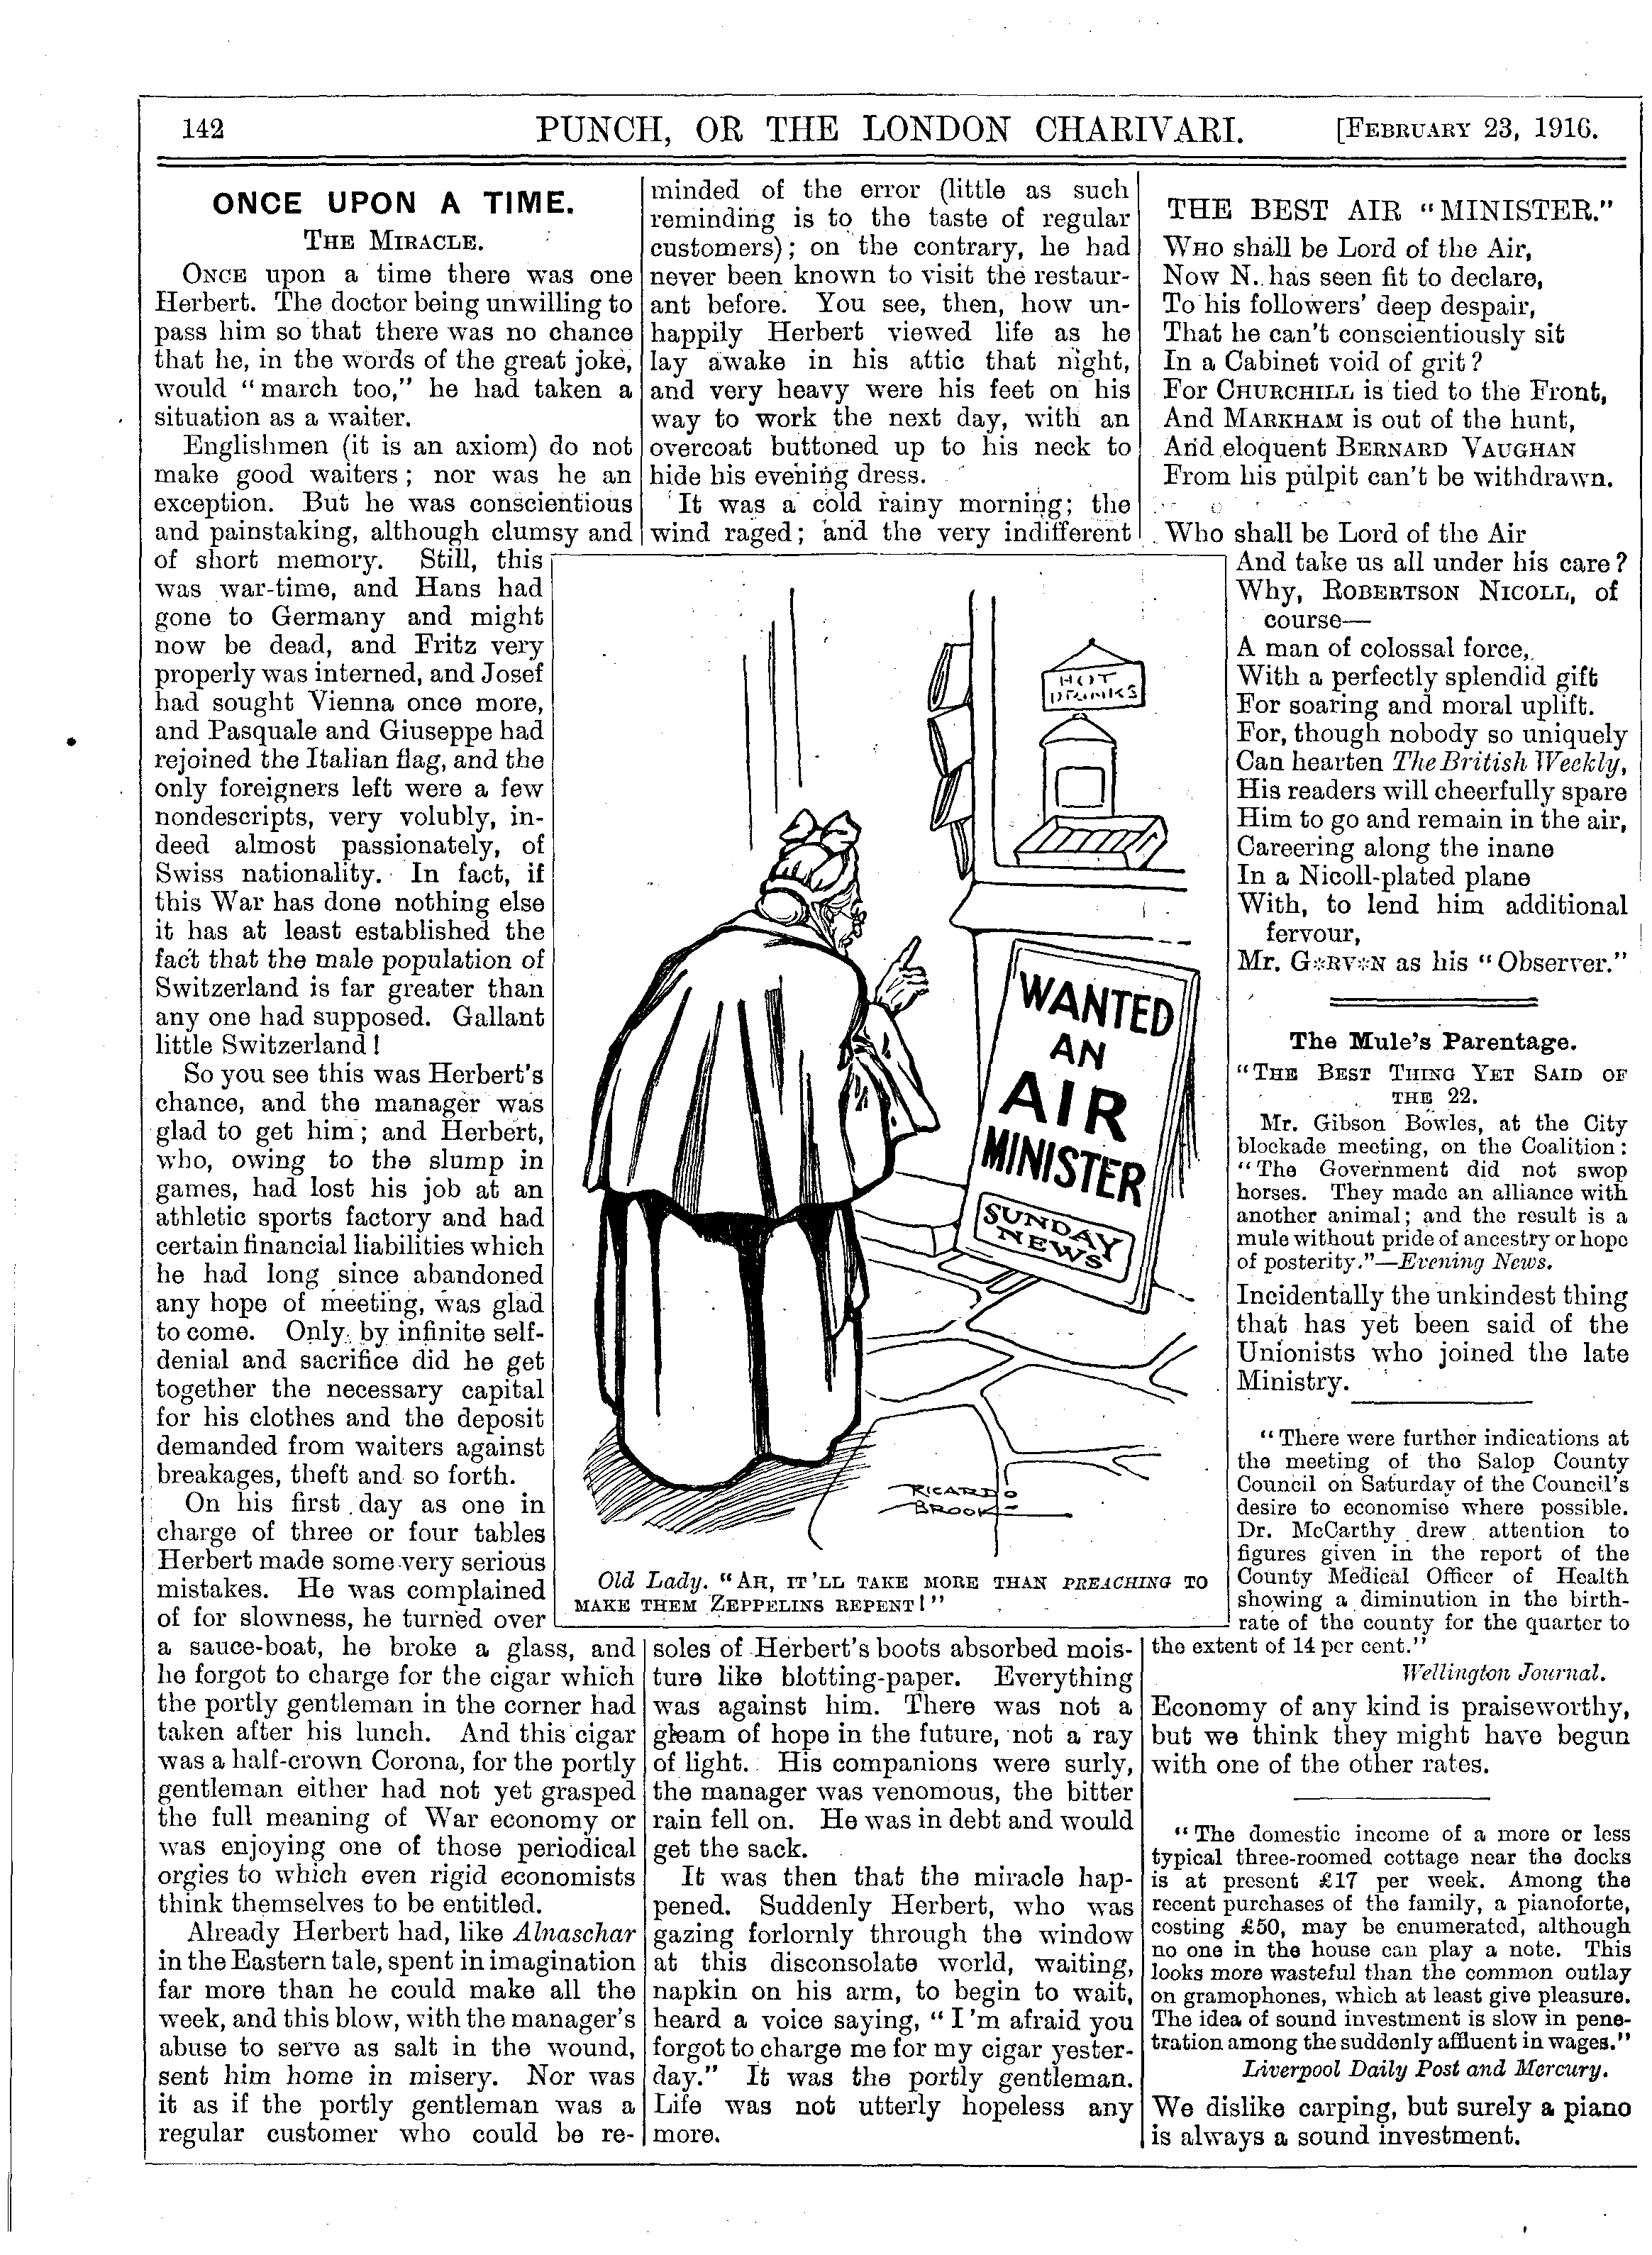 142
PUNCH, OR THE LONDON CHARIVARI.
[FEBRUARY 23, 1916.
ONCE UPON A TIME.
THE MIRACLE.
ONCE upon a time there was one
Herbert. The doctor being unwilling to
pass him so that there was no chance
that he, in the words of the great joke,
would "march too," he had taken a
situation as a waiter.
Englishmen (it is an axiom) do not
make good waiters; nor was he an
exception. But he was conscientious
and painstaking, although clumsy and
of short memory. Still, this
was war-time, and Hans had
gone to Germany and might
now be dead, and Fritz very
properly was interned, and Josef
had sought Vienna once more,
and Pasquale and Giuseppe had
rejoined the Italian flag, and the
only foreigners left were a few
nondescripts, very volubly, in-
deed almost passionately, of
Swiss nationality. In fact, if
this War has done nothing else
it has at least established the
fact that the male population of
Switzerland is far greater than
any one had supposed. Gallant
little Switzerland!
So you see this was Herbert's
chance, and the manager was
glad to get him; and Herbert,
who, owing to the slump in
games, had lost his job at an
athletic sports factory and had
certain financial liabilities which
he had long since abandoned
any hope of meeting, was glad
to come. Only by infinite self-
denial and sacrifice did he get
together the necessary capital
for his clothes and the deposit
demanded from waiters against
breakages, theft and so forth.
On his first day as one in
charge of three or four tables
Herbert made some very serious
mistakes. He was complained
of for slowness, he turned over
a sauce-boat, he broke a glass, and
he forgot to charge for the cigar which
the portly gentleman in the corner had
taken after his lunch. And this cigar
was a half-crown Corona, for the portly
gentleman either had not yet grasped
the full meaning of War economy or
was enjoying one of those periodical
orgies to which even rigid economists
think themselves to be entitled.
Already Herbert had, like Alnaschar
in the Eastern tale, spent in imagination
far more than he could make all the
week, and this blow, with the manager's
abuse to serve as salt in the wound,
sent him home in misery. Nor was
it as if the portly gentleman was a
regular customer who could be re-
minded of the error (little as such
reminding is to the taste of regular
customers); on the contrary, he had
never been known to visit the restaur-
ant before. You see, then, how un-
happily Herbert viewed life as he
lay awake in his attic that night,
and very heavy were his feet on his
way to work the next day, with an
overcoat buttoned up to his neck to
hide his evening dress.
It was a cold rainy morning; the
wind raged; and the very indifferent
HOT
DRINKS
WANTED
AN
AIR
MINISTER
SUNDAY
NEWS
RICARDO
BROOK
Old Lady. "AH, IT'LL TAKE MORE THAN PREACHING TO
MAKE THEM ZEPPELINS REPENT!"
soles of Herbert's boots absorbed mois-
ture like blotting-paper. Everything
was against him. There was not a
gleam of hope in the future, not a ray
of light. His companions were surly,
the manager was venomous, the bitter
rain fell on. He was in debt and would
get the sack.
It was then that the miracle hap-
pened. Suddenly Herbert, who was
gazing forlornly through the window
at this disconsolate world, waiting,
napkin on his arm, to begin to wait,
heard a voice saying, "I'm afraid you
forgot to charge me for my cigar yester-
day." It was the portly gentleman.
Life was not utterly hopeless any
more.
THE BEST AIR "MINISTER."
WHO shall be Lord of the Air,
Now N. has seen fit to declare,
To his followers' deep despair,
That he can't conscientiously sit
In a Cabinet void of grit?
For CHURCHILL is tied to the Front,
And MARKHAM is out of the hunt,
And eloquent BERNARD VAUGHAN
From his pulpit can't be withdrawn.
Who shall be Lord of the Air
And take us all under his care?
Why, ROBERTSON NICOLL, of
course—
A man of colossal force,
With a perfectly splendid gift
For soaring and moral uplift.
For, though nobody so uniquely
Can hearten The British Weekly,
His readers will cheerfully spare
Him to go and remain in the air,
Careering along the inane
In a Nicoll-plated plane
With, to lend him additional
fervour,
Mr. G*RV*N as his "Observer."
The Mule's Parentage.
"THE BEST THING YET SAID OF
THE 22.
Mr. Gibson Bowles, at the City
blockade meeting, on the Coalition:
"The Government did not swop
horses. They made an alliance with
another animal; and the result is a
mule without pride of ancestry or hope
of posterity."—Evening News.
Incidentally the unkindest thing
that has yet been said of the
Unionists who joined the late
Ministry.
"There were further indications at
the meeting of the Salop County
Council on Saturday of the Council's
desire to economise where possible.
Dr. McCarthy drew attention to
figures given in the report of the
County Medical Officer of Health
showing a diminution in the birth-
rate of the county for the quarter to
the extent of 14 per cent."
Wellington Journal.
Economy of any kind is praiseworthy,
but we think they might have begun
with one of the other rates.
"The domestic income of a more or less
typical three-roomed cottage near the docks
is at present £17 per week. Among the
recent purchases of the family, a pianoforte,
costing £50, may be enumerated, although
no one in the house can play a note. This
looks more wasteful than the common outlay
on gramophones, which at least give pleasure.
The idea of sound investment is slow in pene-
tration among the suddenly affluent in wages."
Liverpool Daily Post and Mercury.
We dislike carping, but surely a piano
is always a sound investment.